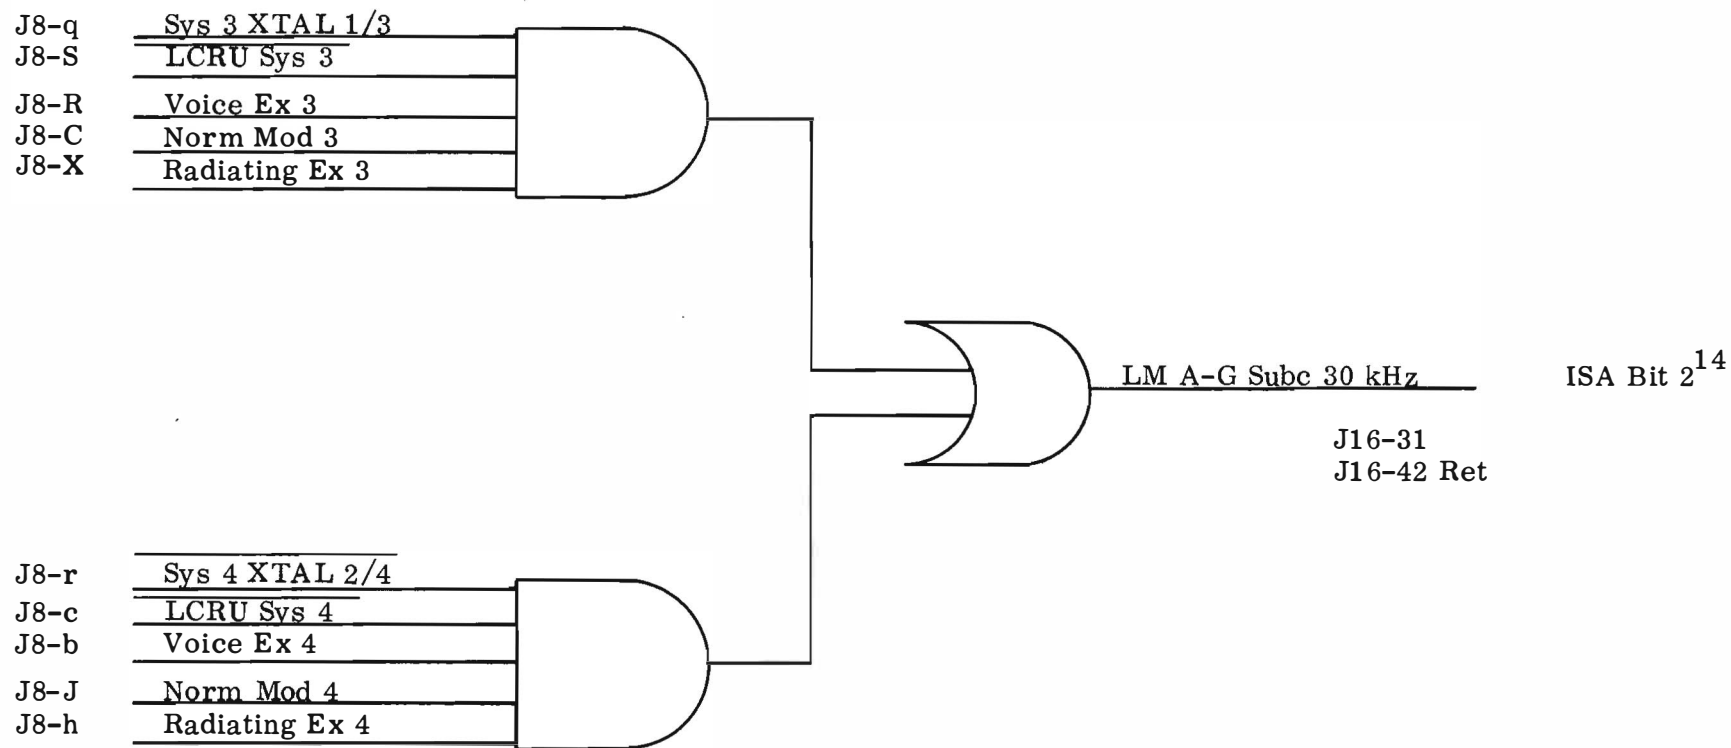 J8-q Sys 3 XTAL 1/3
J8-S LCRU Sys 3
J8-R Voice Ex 3
J8-C Norm Mod 3
J8-X Radiating Ex 3
LM A-G Subc 30 kHz ISA Bit 2^14
J16-31
J16-42 Ret
J8-r Sys 4 XTAL 2/4
J8-c LCRU Sys 4
J8-b Voice Ex 4
J8-J Norm Mod 4
J8-h Radiating Ex 4